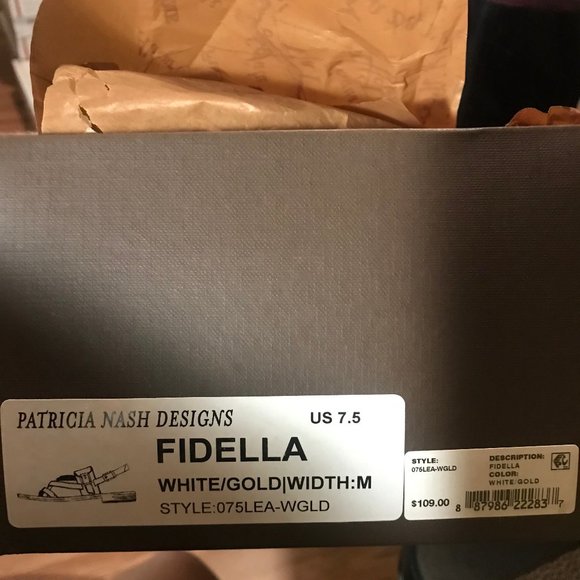 PATRICIA NASH DESIGNS
US 7.5
FIDELLA
WHITE/GOLD|WIDTH:M
STYLE:075LEA-WGLD
STYLE:
075LEA-WGLD
DESCRIPTION:
FIDELLA
COLOR:
WHITE/GOLD
$109.00
8 87986 22283 7